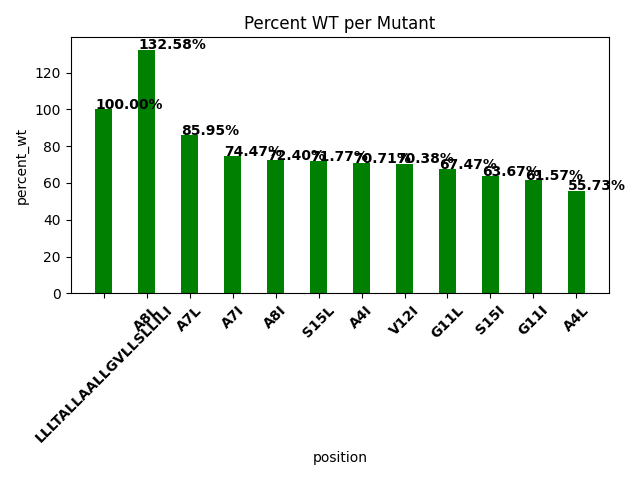 Percent WT per Mutant
percent_wt
120
100
80
60
40
20
0
100.00%
132.58%
85.95%
74.47%
72.40%
71.77%
70.71%
70.38%
67.47%
63.67%
61.57%
55.73%
LLLTALLAALLGVLLSLLILI
A8L
A7L
A7I
A8I
S15L
A4I
V12I
G11L
S15I
G11I
A4L
position